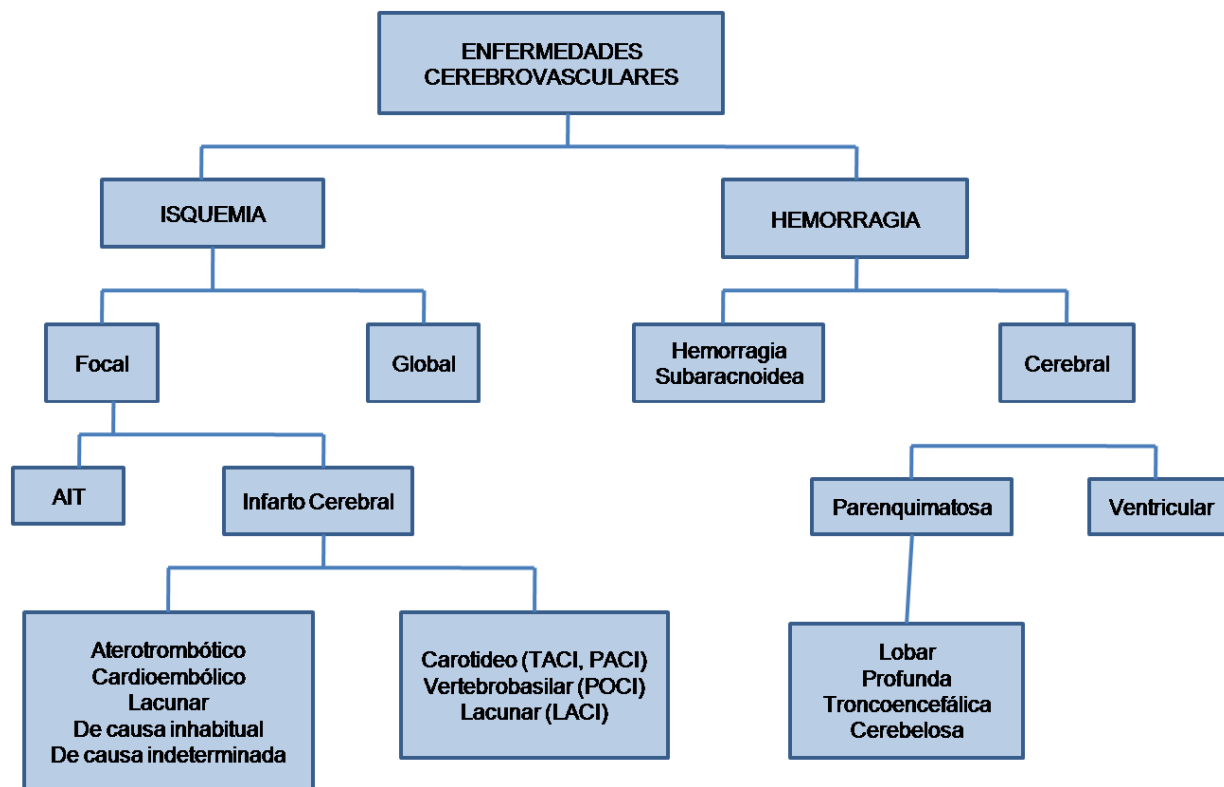 ENFERMEDADES
CEREBROVASCULARES
ISQUEMIA
HEMORRAGIA
Focal
Global
Hemorragia
Subaracnoidea
Cerebral
AIT
Infarto Cerebral
Parenquimatosa
Ventricular
Aterotrombótico
Cardioembólico
Lacunar
De causa inhabitual
De causa indeterminada
Carotideo (TACI, PACI)
Vertebrobasilar (POCI)
Lacunar (LACI)
Lobar
Profunda
Troncoencefálica
Cerebelosa